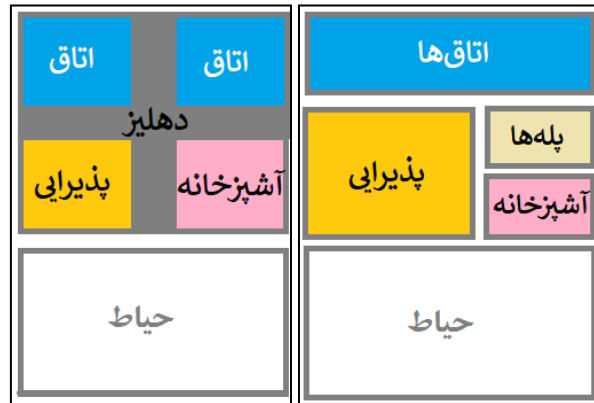 اتاق‌ها
پله‌ها
پذیرایی
آشپزخانه
حیاط
اتاق
اتاق
دهلیز
آشپزخانه
پذیرایی
حیاط